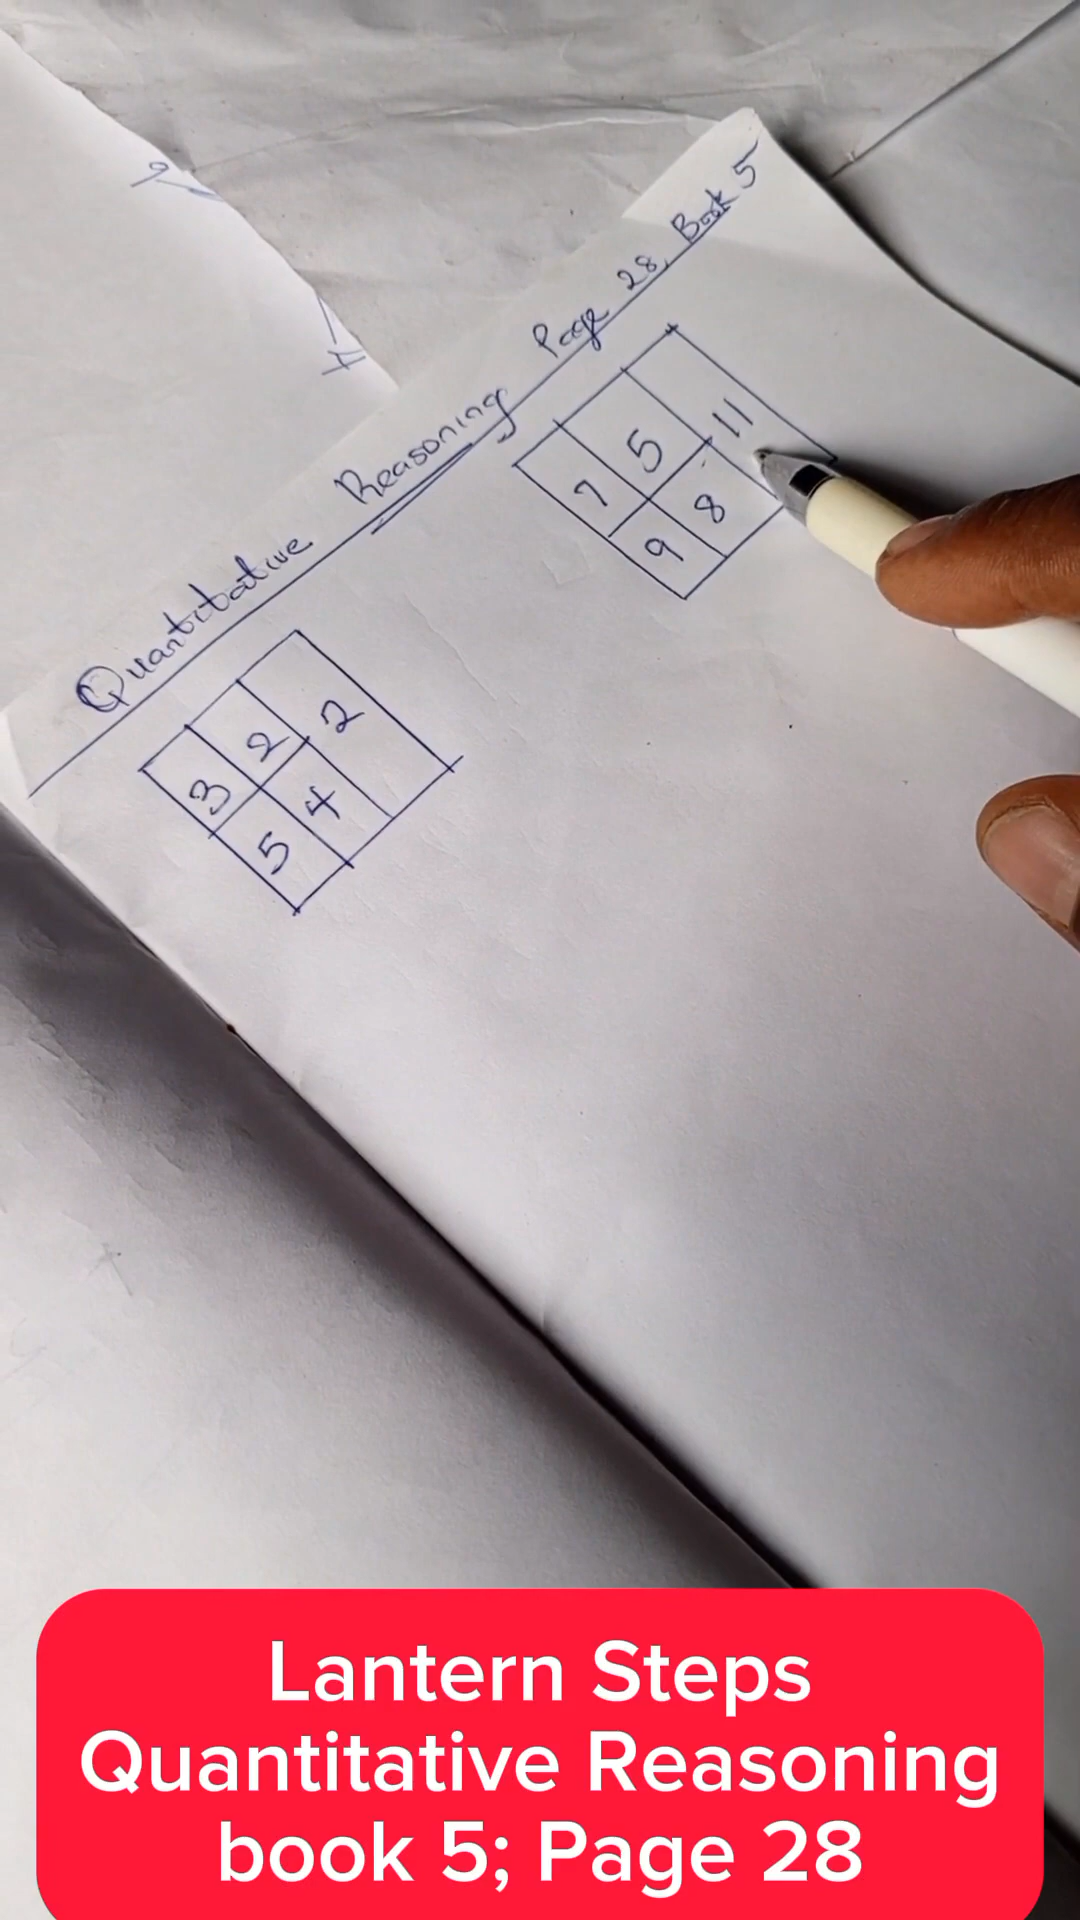 Quantitative Reasoning Page 28, Book 5
3 2
5 4 2
7 5
9 8 11
Lantern Steps
Quantitative Reasoning
book 5; Page 28